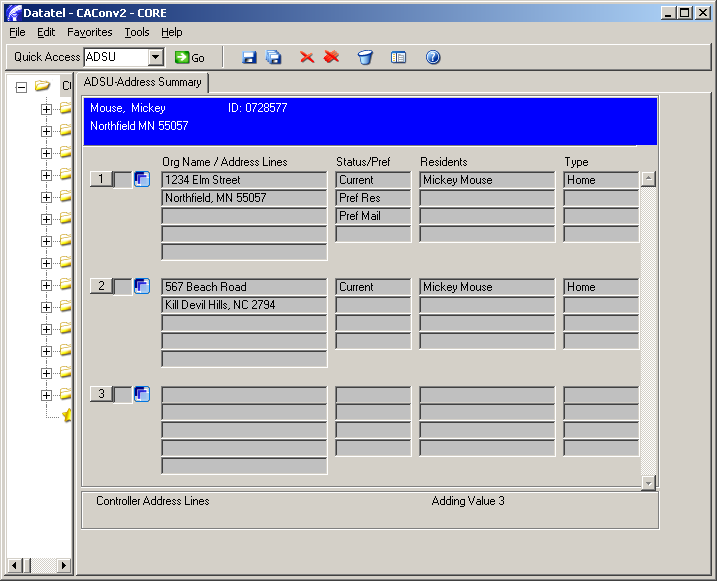 Datatel - CAConv2 - CORE
File Edit Favorites Tools Help
Quick Access ADSU Go
ADSU-Address Summary
Mouse, Mickey ID: 0728577
Northfield MN 55057
Org Name / Address Lines Status/Pref Residents Type
1 1234 Elm Street Current Mickey Mouse Home
Northfield, MN 55057 Pref Res
Pref Mail
2 567 Beach Road Current Mickey Mouse Home
Kill Devil Hills, NC 2794
3
Controller Address Lines Adding Value 3